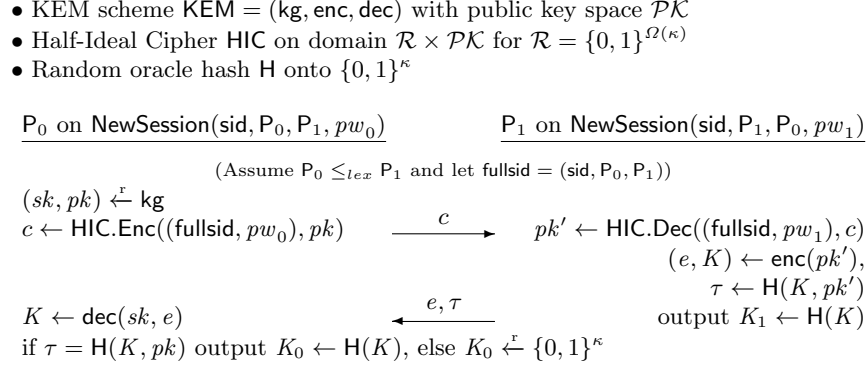 • KEM scheme KEM = (kg, enc, dec) with public key space 𝒫𝒦
• Half-Ideal Cipher HIC on domain ℛ × 𝒫𝒦 for ℛ = {0, 1}^{Ω(κ)}
• Random oracle hash H onto {0, 1}^κ
P₀ on NewSession(sid, P₀, P₁, pw₀) P₁ on NewSession(sid, P₁, P₀, pw₁)
(Assume P₀ ≤_{lex} P₁ and let fullsid = (sid, P₀, P₁))
(sk, pk) ←^r kg
c ← HIC.Enc((fullsid, pw₀), pk) c pk′ ← HIC.Dec((fullsid, pw₁), c)
(e, K) ← enc(pk′),
τ ← H(K, pk′)
K ← dec(sk, e) e, τ output K₁ ← H(K)
if τ = H(K, pk) output K₀ ← H(K), else K₀ ←^r {0, 1}^κ